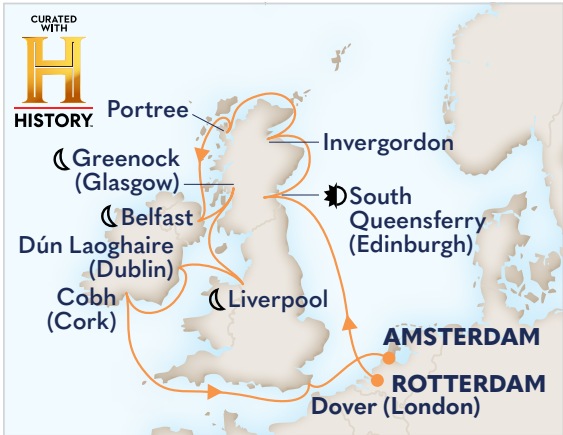 CURATED
WITH
H
HISTORY.
Portree
Invergordon
Greenock
(Glasgow)
South
Queensferry
(Edinburgh)
Belfast
Dún Laoghaire
(Dublin)
Cobh
(Cork)
Liverpool
AMSTERDAM
ROTTERDAM
Dover (London)